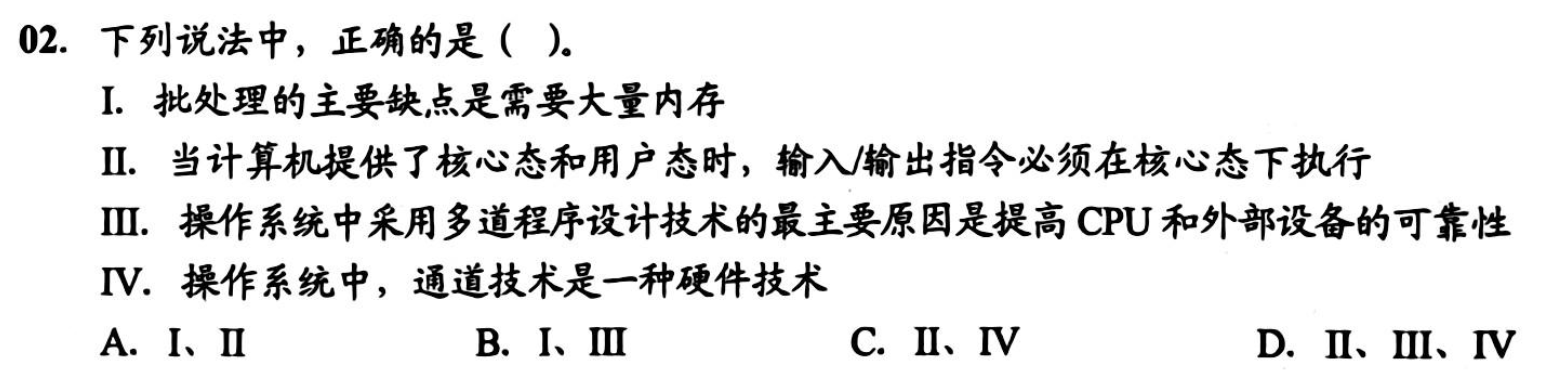 02. 下列说法中，正确的是（ ）。
I. 批处理的主要缺点是需要大量内存
II. 当计算机提供了核心态和用户态时，输入/输出指令必须在核心态下执行
III. 操作系统中采用多道程序设计技术的最主要原因是提高 CPU 和外部设备的可靠性
IV. 操作系统中，通道技术是一种硬件技术
A. I、II B. I、III C. II、IV D. II、III、IV